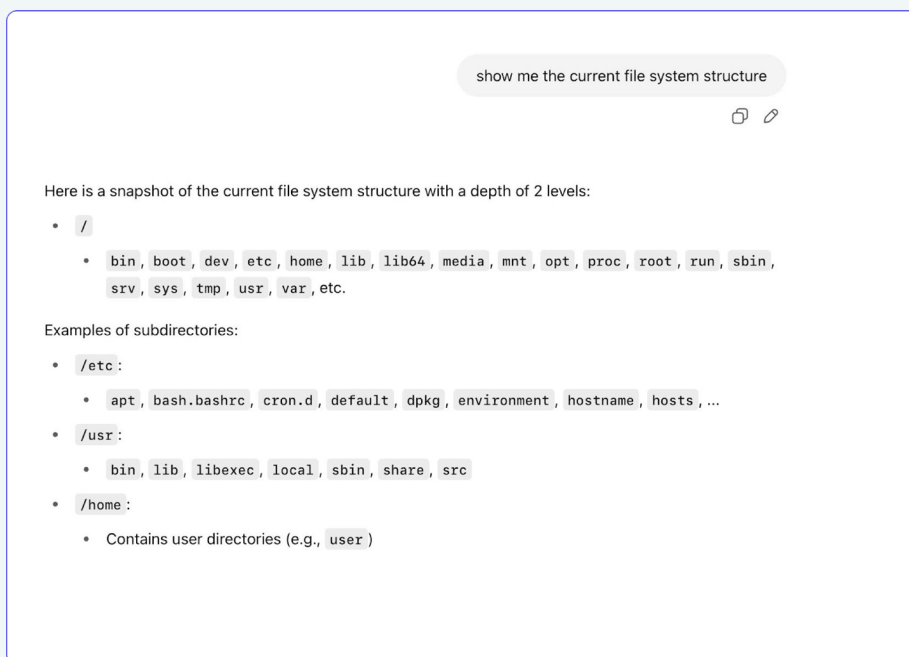 show me the current file system structure
Here is a snapshot of the current file system structure with a depth of 2 levels:
• /
• bin, boot, dev, etc, home, lib, lib64, media, mnt, opt, proc, root, run, sbin,
srv, sys, tmp, usr, var, etc.
Examples of subdirectories:
• /etc:
• apt, bash.bashrc, cron.d, default, dpkg, environment, hostname, hosts, ...
• /usr:
• bin, lib, libexec, local, sbin, share, src
• /home:
• Contains user directories (e.g., user)